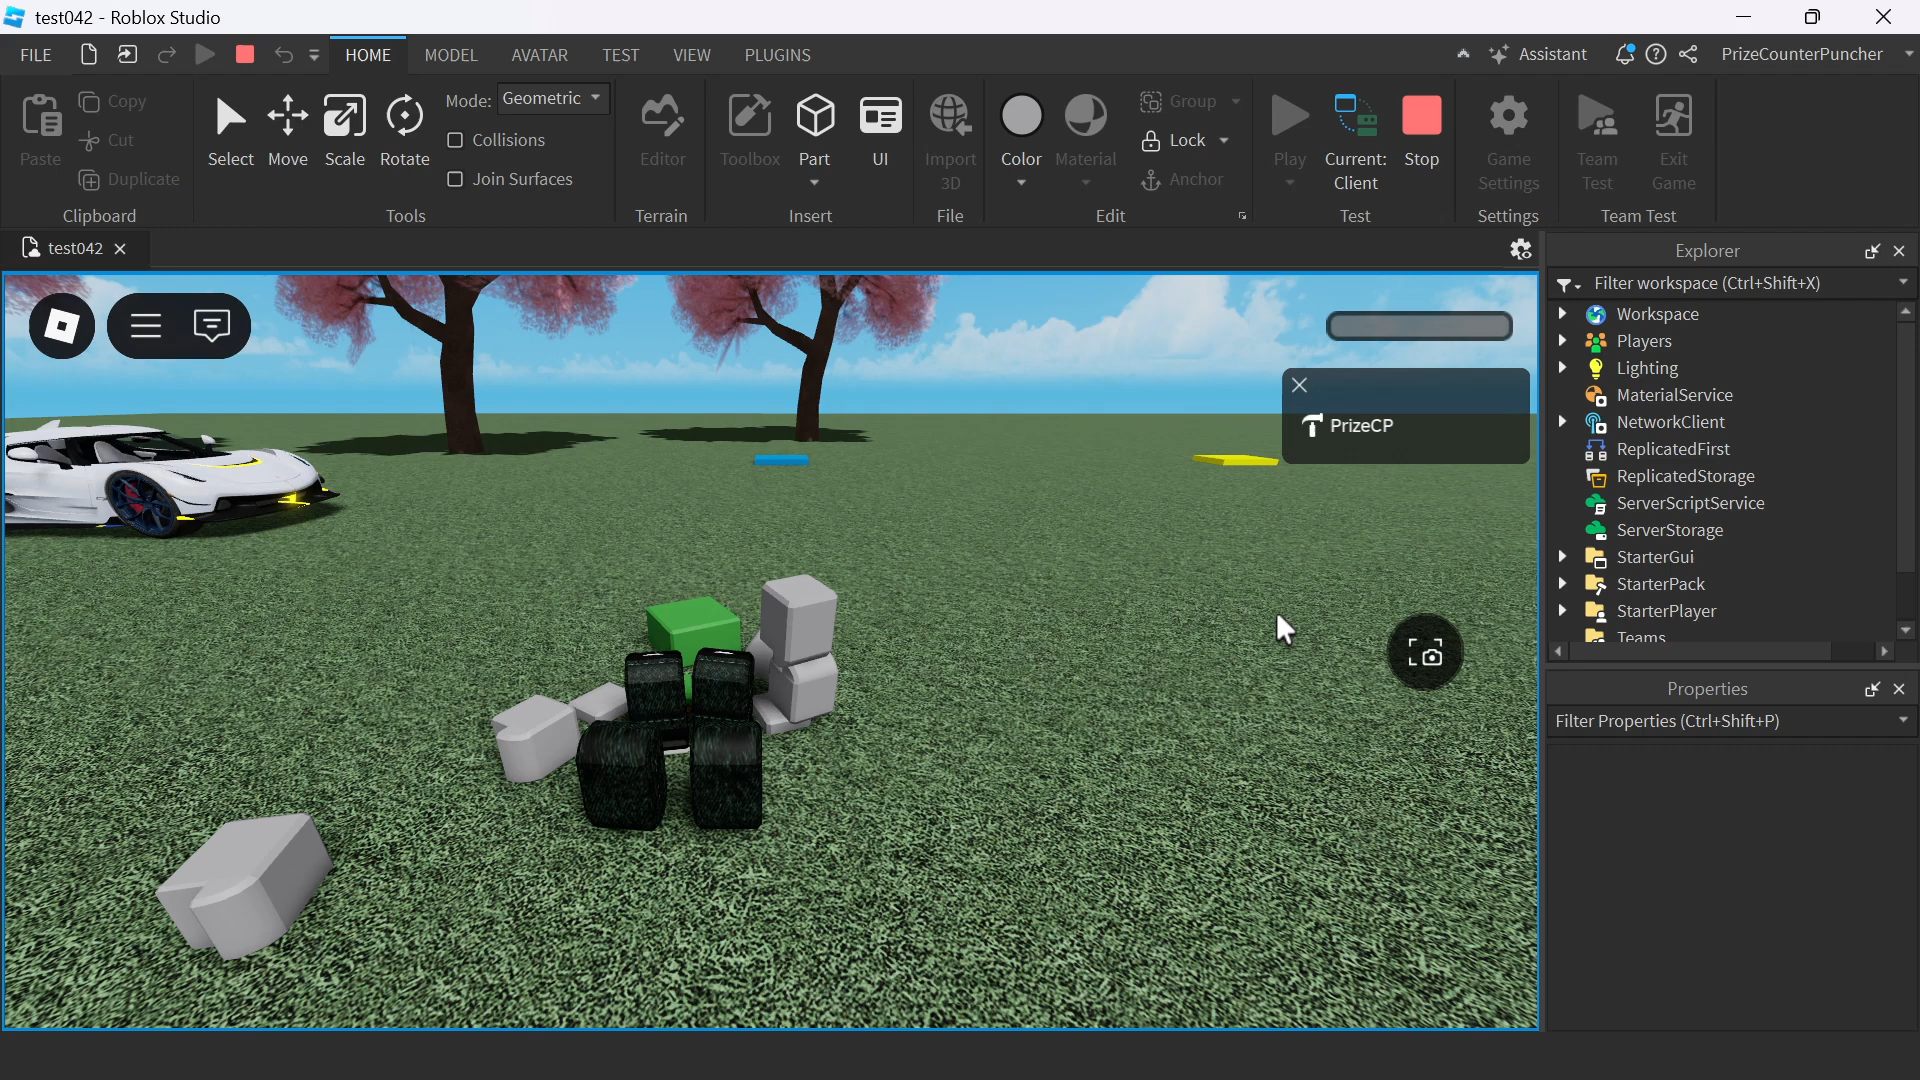 test042 - Roblox Studio
FILE HOME MODEL AVATAR TEST VIEW PLUGINS Assistant PrizeCounterPuncher
Paste
Copy
Cut
Duplicate
Clipboard
Select Move Scale Rotate
Mode: Geometric
Collisions
Join Surfaces
Tools
Editor
Terrain
Toolbox Part UI
Insert
Import
3D
File
Color Material
Group
Lock
Anchor
Edit
Play
Current:
Client
Stop
Test
Game
Settings
Settings
Team
Test
Exit
Game
Team Test
test042
PrizeCP
Explorer
Filter workspace (Ctrl+Shift+X)
Workspace
Players
Lighting
MaterialService
NetworkClient
ReplicatedFirst
ReplicatedStorage
ServerScriptService
ServerStorage
StarterGui
StarterPack
StarterPlayer
Teams
Properties
Filter Properties (Ctrl+Shift+P)